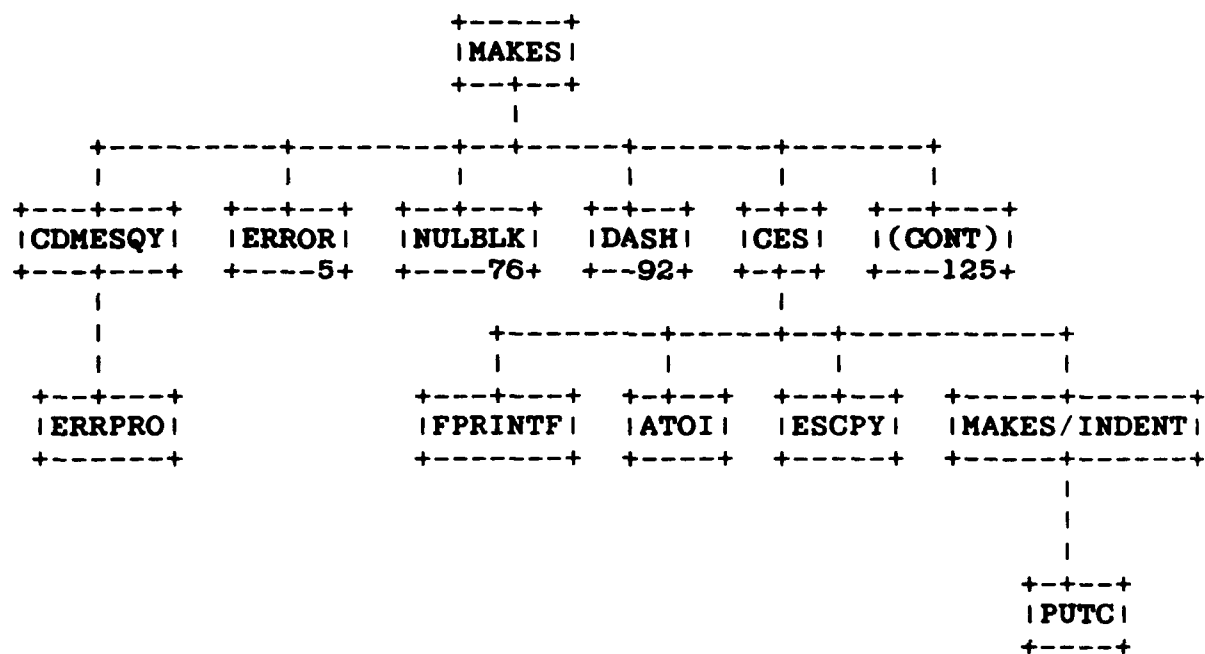 MAKES
CDMESQY ERROR NULBLK DASH CES (CONT)
5 76 92 125
ERRPRO FPRINTF ATOI ESCPY MAKES/INDENT
PUTC